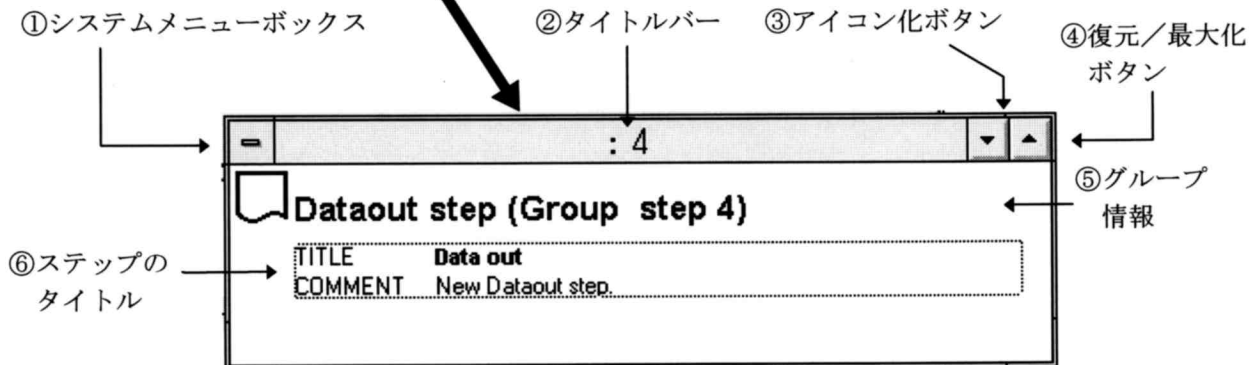 ①システムメニューボックス
②タイトルバー
③アイコン化ボタン
④復元／最大化
ボタン
: 4
⑤グループ
情報
Dataout step (Group step 4)
⑥ステップの
タイトル
TITLE Data out
COMMENT New Dataout step.